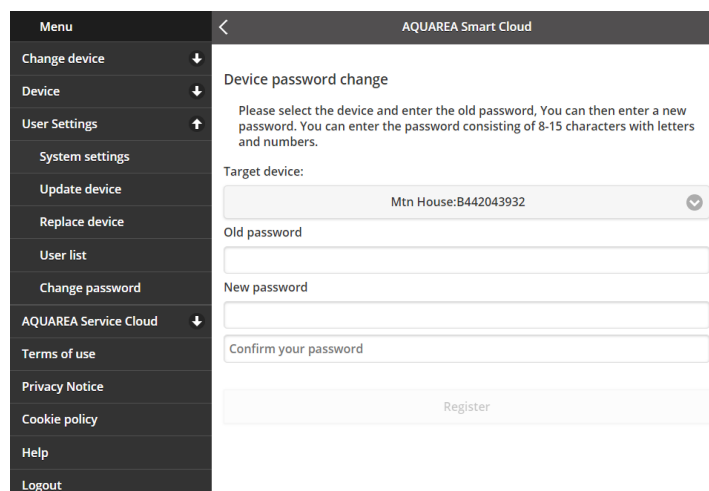 Menu
Change device
Device
User Settings
System settings
Update device
Replace device
User list
Change password
AQUAREA Service Cloud
Terms of use
Privacy Notice
Cookie policy
Help
Logout
AQUAREA Smart Cloud
Device password change
Please select the device and enter the old password, You can then enter a new
password. You can enter the password consisting of 8-15 characters with letters
and numbers.
Target device:
Mtn House:B442043932
Old password
New password
Confirm your password
Register